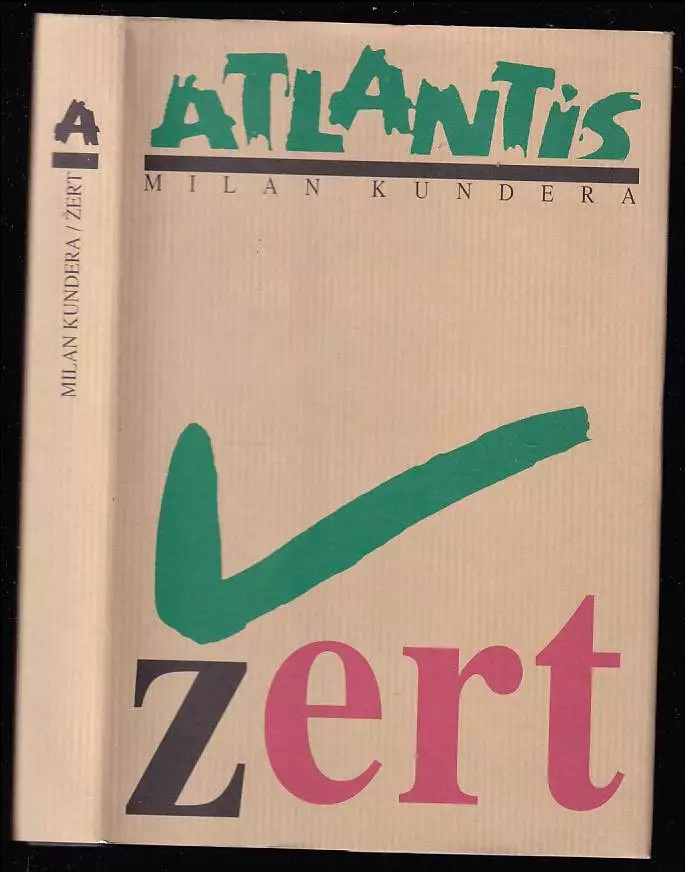 A
MILAN KUNDERA / ŽERT
ATLANTIS
MILAN KUNDERA
žert